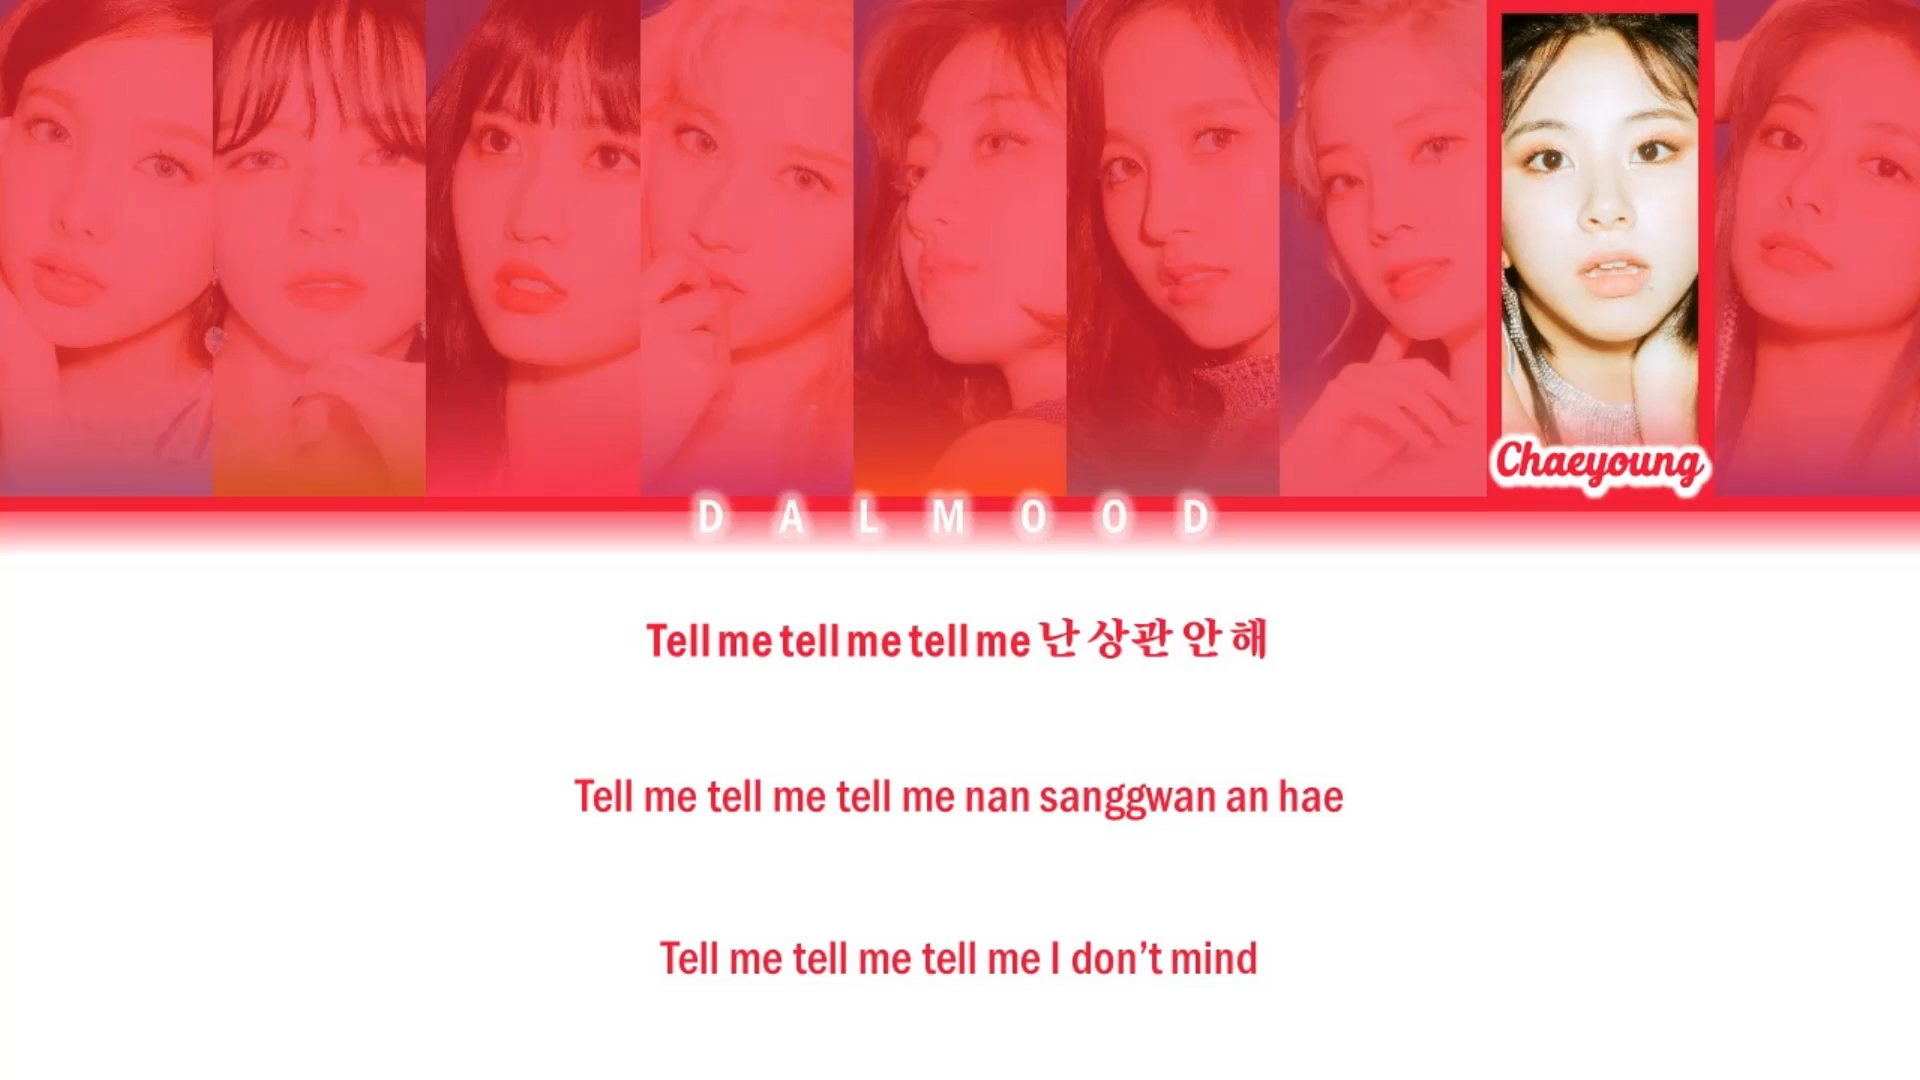 Chaeyoung
DALMOOD
Tell me tell me tell me 난 상관 안 해
Tell me tell me tell me nan sanggwan an hae
Tell me tell me tell me I don't mind